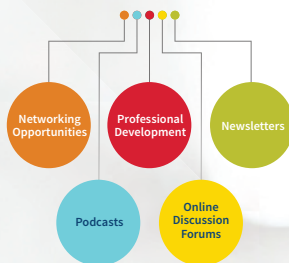 Networking
Opportunities
Professional
Development
Newsletters
Podcasts
Online
Discussion
Forums